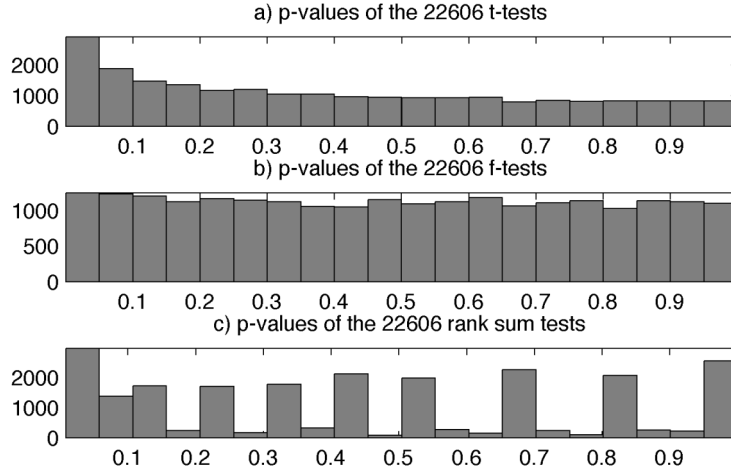 a) p-values of the 22606 t-tests
2000
1000
0
0.1 0.2 0.3 0.4 0.5 0.6 0.7 0.8 0.9
b) p-values of the 22606 f-tests
1000
500
0
0.1 0.2 0.3 0.4 0.5 0.6 0.7 0.8 0.9
c) p-values of the 22606 rank sum tests
2000
1000
0
0.1 0.2 0.3 0.4 0.5 0.6 0.7 0.8 0.9